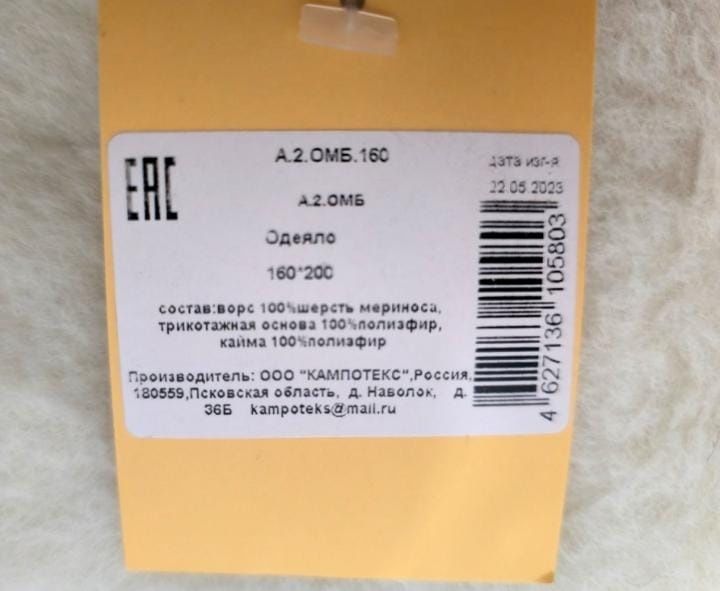 EAC
А.2.ОМБ.160
дата изг-я
22.05.2023
А.2.ОМБ
Одеяло
160*200
состав:ворс 100%шерсть мериноса,
трикотажная основа 100%полиэфир,
кайма 100%полиэфир
Производитель: ООО "КАМПОТЕКС",Россия,
180559,Псковская область, д. Наволок, д.
36Б kampoteks@mail.ru
4 627136 105803